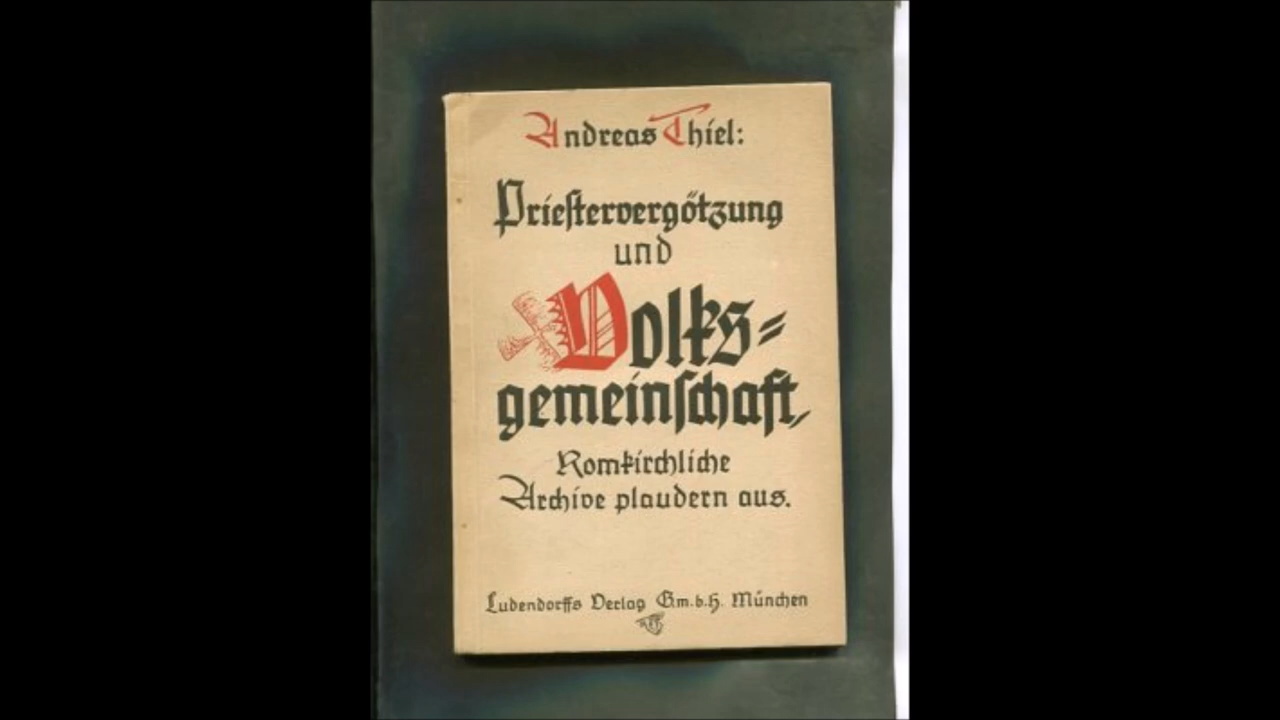 Andreas Thiel:
Priestervergötzung
und
Volks=
gemeinschaft,
Romkirchliche
Archive plaudern aus.
Ludendorffs Verlag G.m.b.H. München